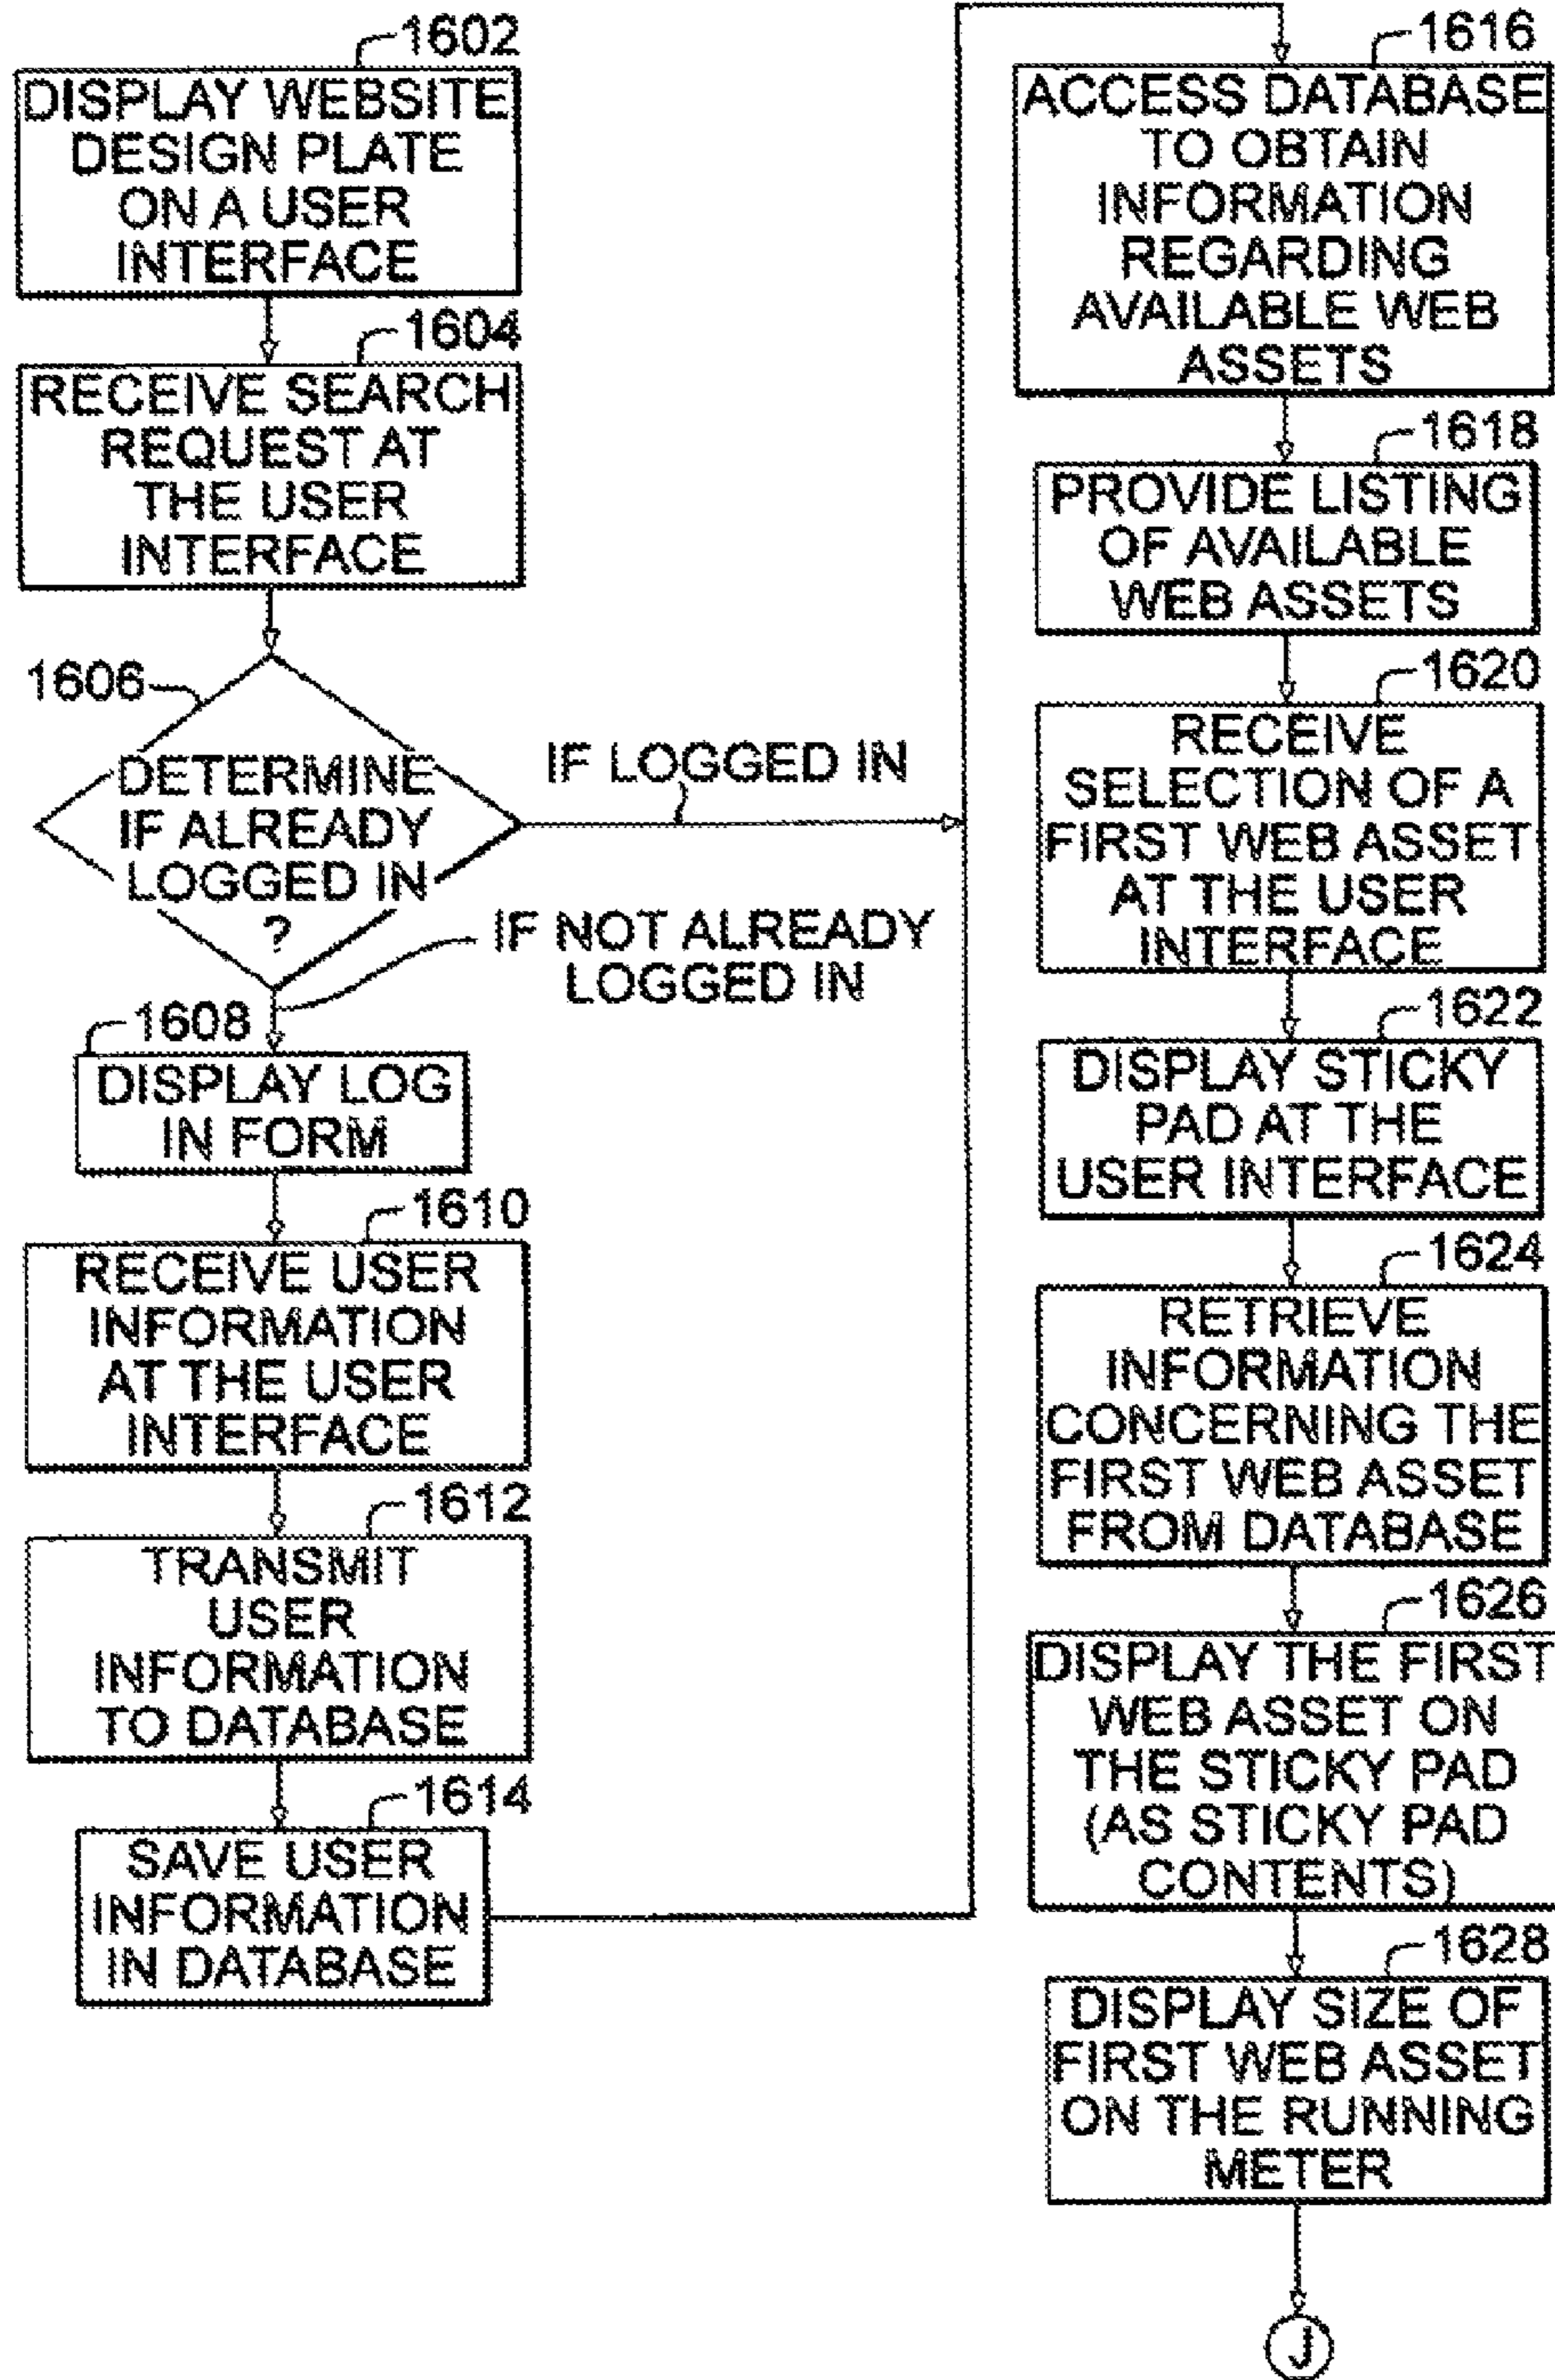 1602
DISPLAY WEBSITE
DESIGN PLATE
ON A USER
INTERFACE
1604
RECEIVE SEARCH
REQUEST AT
THE USER
INTERFACE
1606
DETERMINE
IF ALREADY
LOGGED IN
?
IF LOGGED IN
IF NOT ALREADY
LOGGED IN
1608
DISPLAY LOG
IN FORM
1610
RECEIVE USER
INFORMATION
AT THE USER
INTERFACE
1612
TRANSMIT
USER
INFORMATION
TO DATABASE
1614
SAVE USER
INFORMATION
IN DATABASE
1616
ACCESS DATABASE
TO OBTAIN
INFORMATION
REGARDING
AVAILABLE WEB
ASSETS
1618
PROVIDE LISTING
OF AVAILABLE
WEB ASSETS
1620
RECEIVE
SELECTION OF A
FIRST WEB ASSET
AT THE USER
INTERFACE
1622
DISPLAY STICKY
PAD AT THE
USER INTERFACE
1624
RETRIEVE
INFORMATION
CONCERNING THE
FIRST WEB ASSET
FROM DATABASE
1626
DISPLAY THE FIRST
WEB ASSET ON
THE STICKY PAD
(AS STICKY PAD
CONTENTS)
1628
DISPLAY SIZE OF
FIRST WEB ASSET
ON THE RUNNING
METER
J